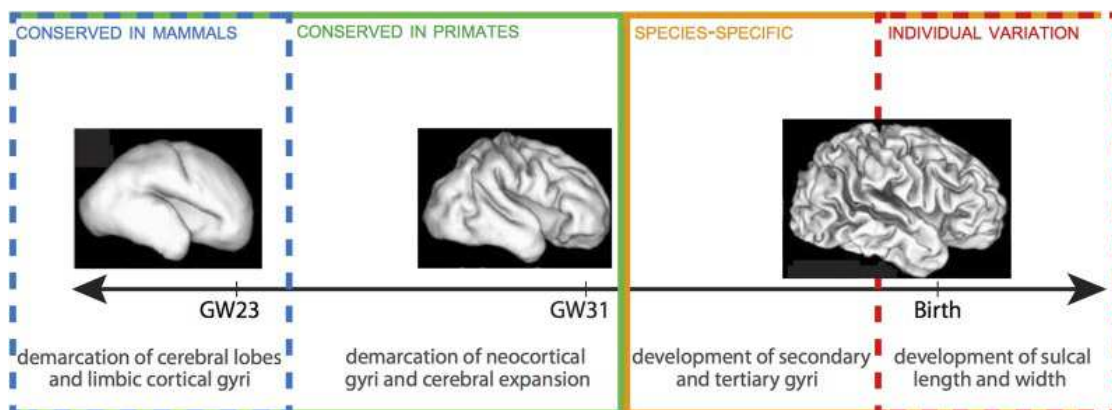 CONSERVED IN MAMMALS
CONSERVED IN PRIMATES
SPECIES-SPECIFIC
INDIVIDUAL VARIATION
GW23
GW31
Birth
demarcation of cerebral lobes
and limbic cortical gyri
demarcation of neocortical
gyri and cerebral expansion
development of secondary
and tertiary gyri
development of sulcal
length and width